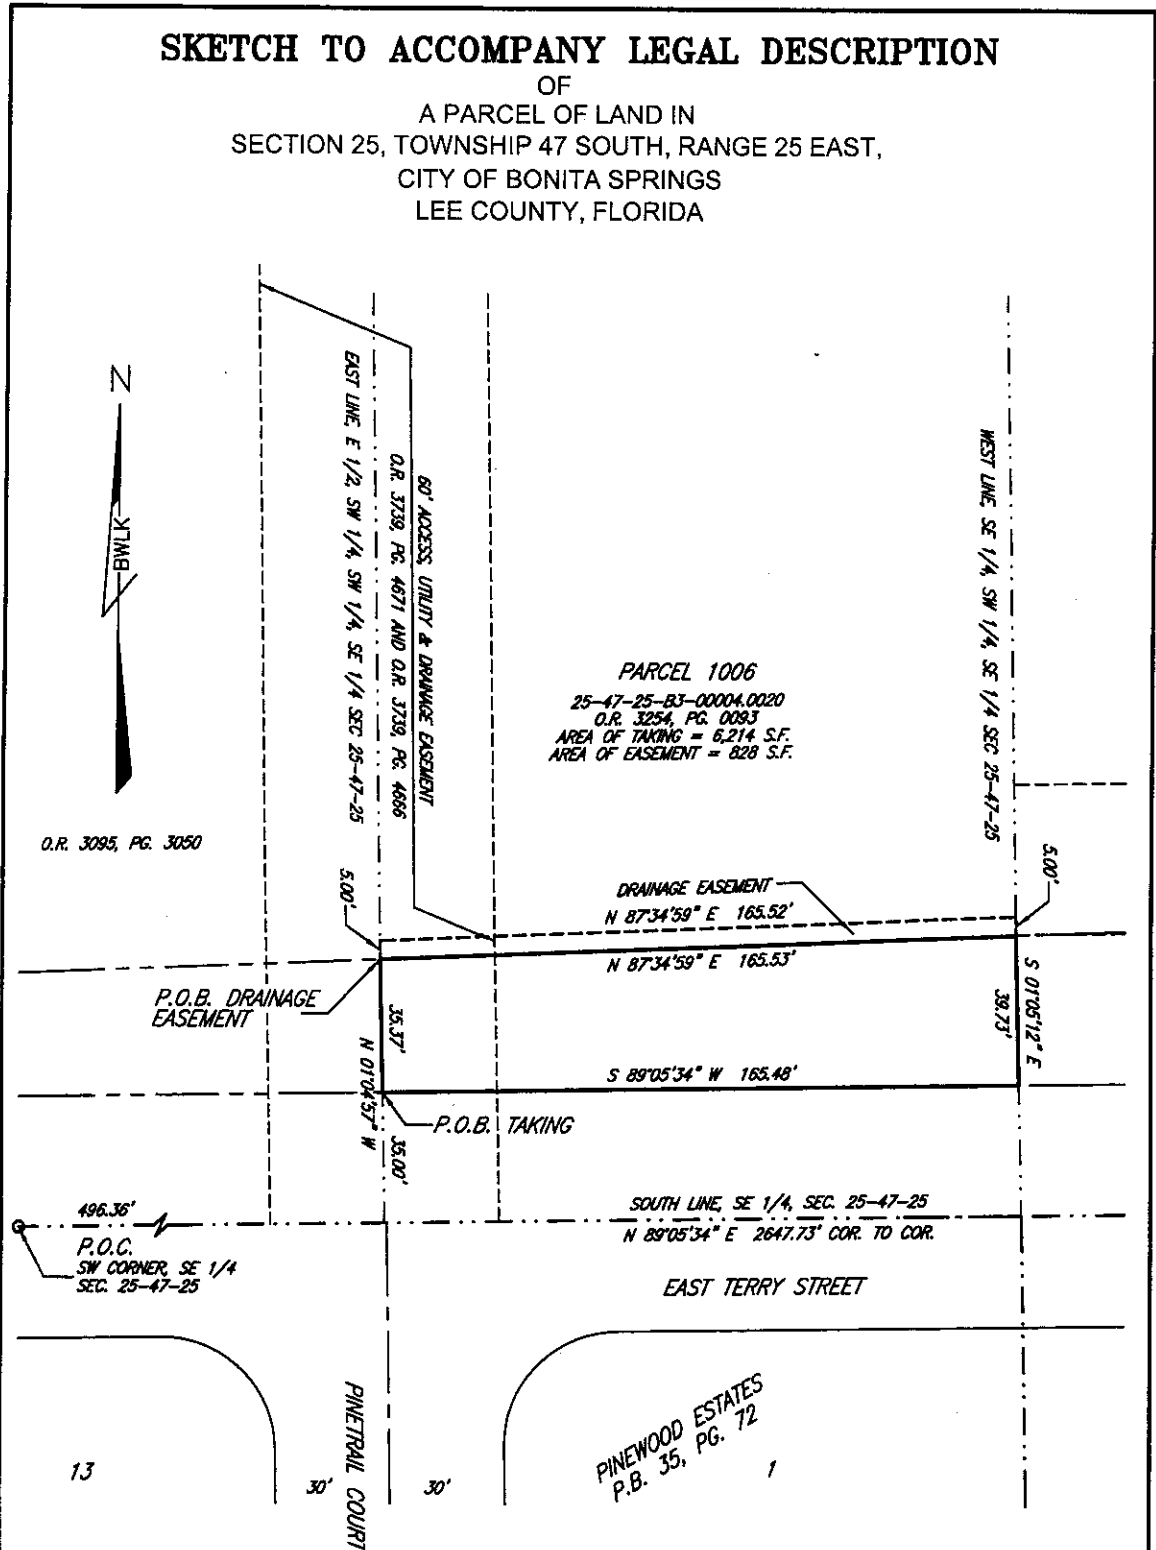 SKETCH TO ACCOMPANY LEGAL DESCRIPTION
OF
A PARCEL OF LAND IN
SECTION 25, TOWNSHIP 47 SOUTH, RANGE 25 EAST,
CITY OF BONITA SPRINGS
LEE COUNTY, FLORIDA
N
BWLK
EAST LINE, E 1/2, SW 1/4, SW 1/4, SE 1/4 SEC 25-47-25
60' ACCESS, UTILITY & DRAINAGE EASEMENT
O.R. 3739, PG. 4671 AND O.R. 3739, PG. 4666
WEST LINE, SE 1/4, SW 1/4, SE 1/4 SEC 25-47-25
PARCEL 1006
25-47-25-B3-00004.0020
O.R. 3254, PG. 0093
AREA OF TAKING = 6,214 S.F.
AREA OF EASEMENT = 828 S.F.
O.R. 3095, PG. 3050
5.00'
5.00'
DRAINAGE EASEMENT
N 87°34'59" E 165.52'
N 87°34'59" E 165.53'
P.O.B. DRAINAGE
EASEMENT
35.37'
N 01°04'57" W
39.73'
S 01°05'12" E
S 89°05'34" W 165.48'
P.O.B. TAKING
35.00'
496.36'
P.O.C.
SW CORNER, SE 1/4
SEC. 25-47-25
SOUTH LINE, SE 1/4, SEC. 25-47-25
N 89°05'34" E 2647.73' COR. TO COR.
EAST TERRY STREET
PINETRAIL COURT
PINEWOOD ESTATES
P.B. 35, PG. 72
13
30'
30'
1